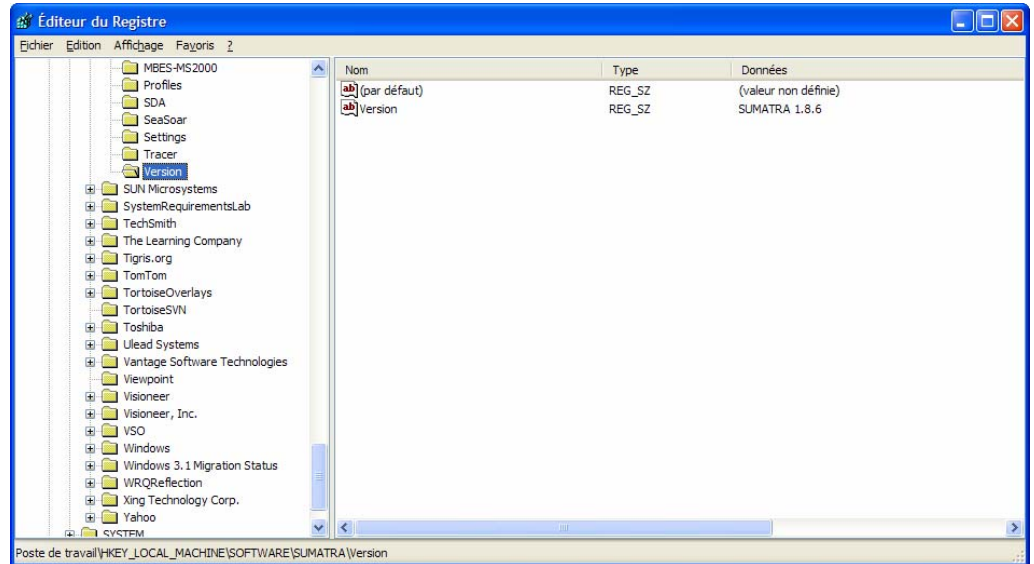 Éditeur du Registre
Fichier Edition Affichage Favoris ?
MBES-MS2000
Profiles
SDA
SeaSoar
Settings
Tracer
Version
SUN Microsystems
SystemRequirementsLab
TechSmith
The Learning Company
Tigris.org
TomTom
TortoiseOverlays
TortoiseSVN
Toshiba
Ulead Systems
Vantage Software Technologies
Viewpoint
Visioneer
Visioneer, Inc.
VSO
Windows
Windows 3.1 Migration Status
WRQReflection
Xing Technology Corp.
Yahoo
SYSTEM
Nom Type Données
ab (par défaut) REG_SZ (valeur non définie)
ab Version REG_SZ SUMATRA 1.8.6
Poste de travail\HKEY_LOCAL_MACHINE\SOFTWARE\SUMATRA\Version